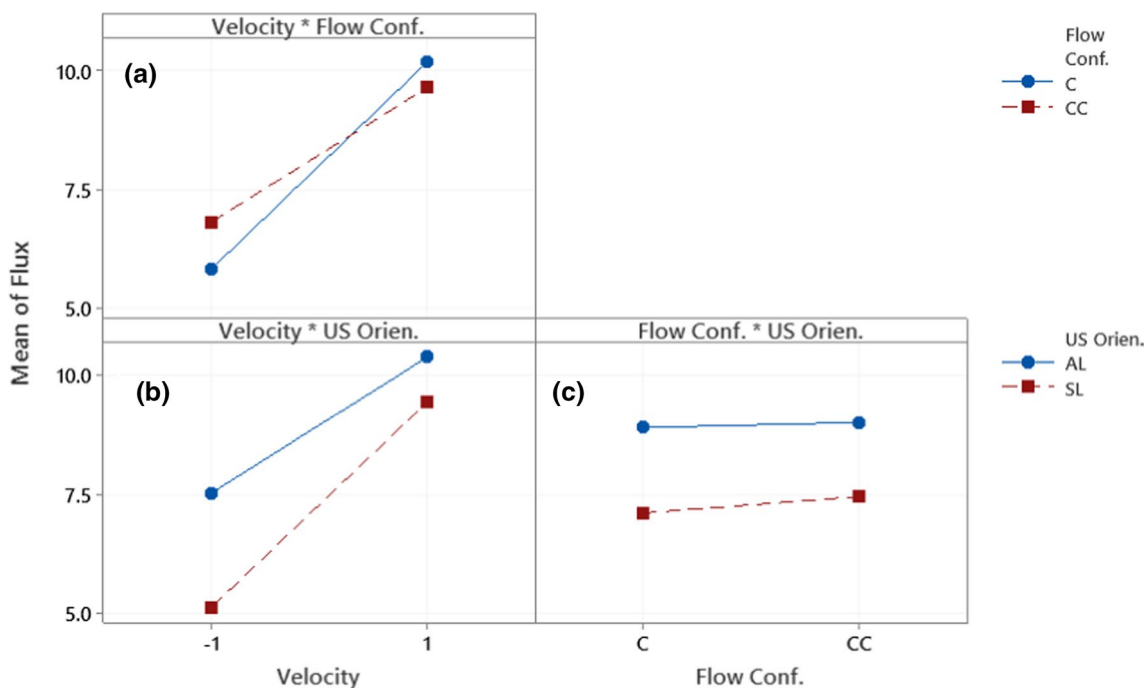 Velocity * Flow Conf.
(a)
10.0
7.5
5.0
Flow
Conf.
C
CC
Mean of Flux
Velocity * US Orien.
Flow Conf. * US Orien.
(b)
(c)
10.0
7.5
5.0
US Orien.
AL
SL
-1
1
C
CC
Velocity
Flow Conf.